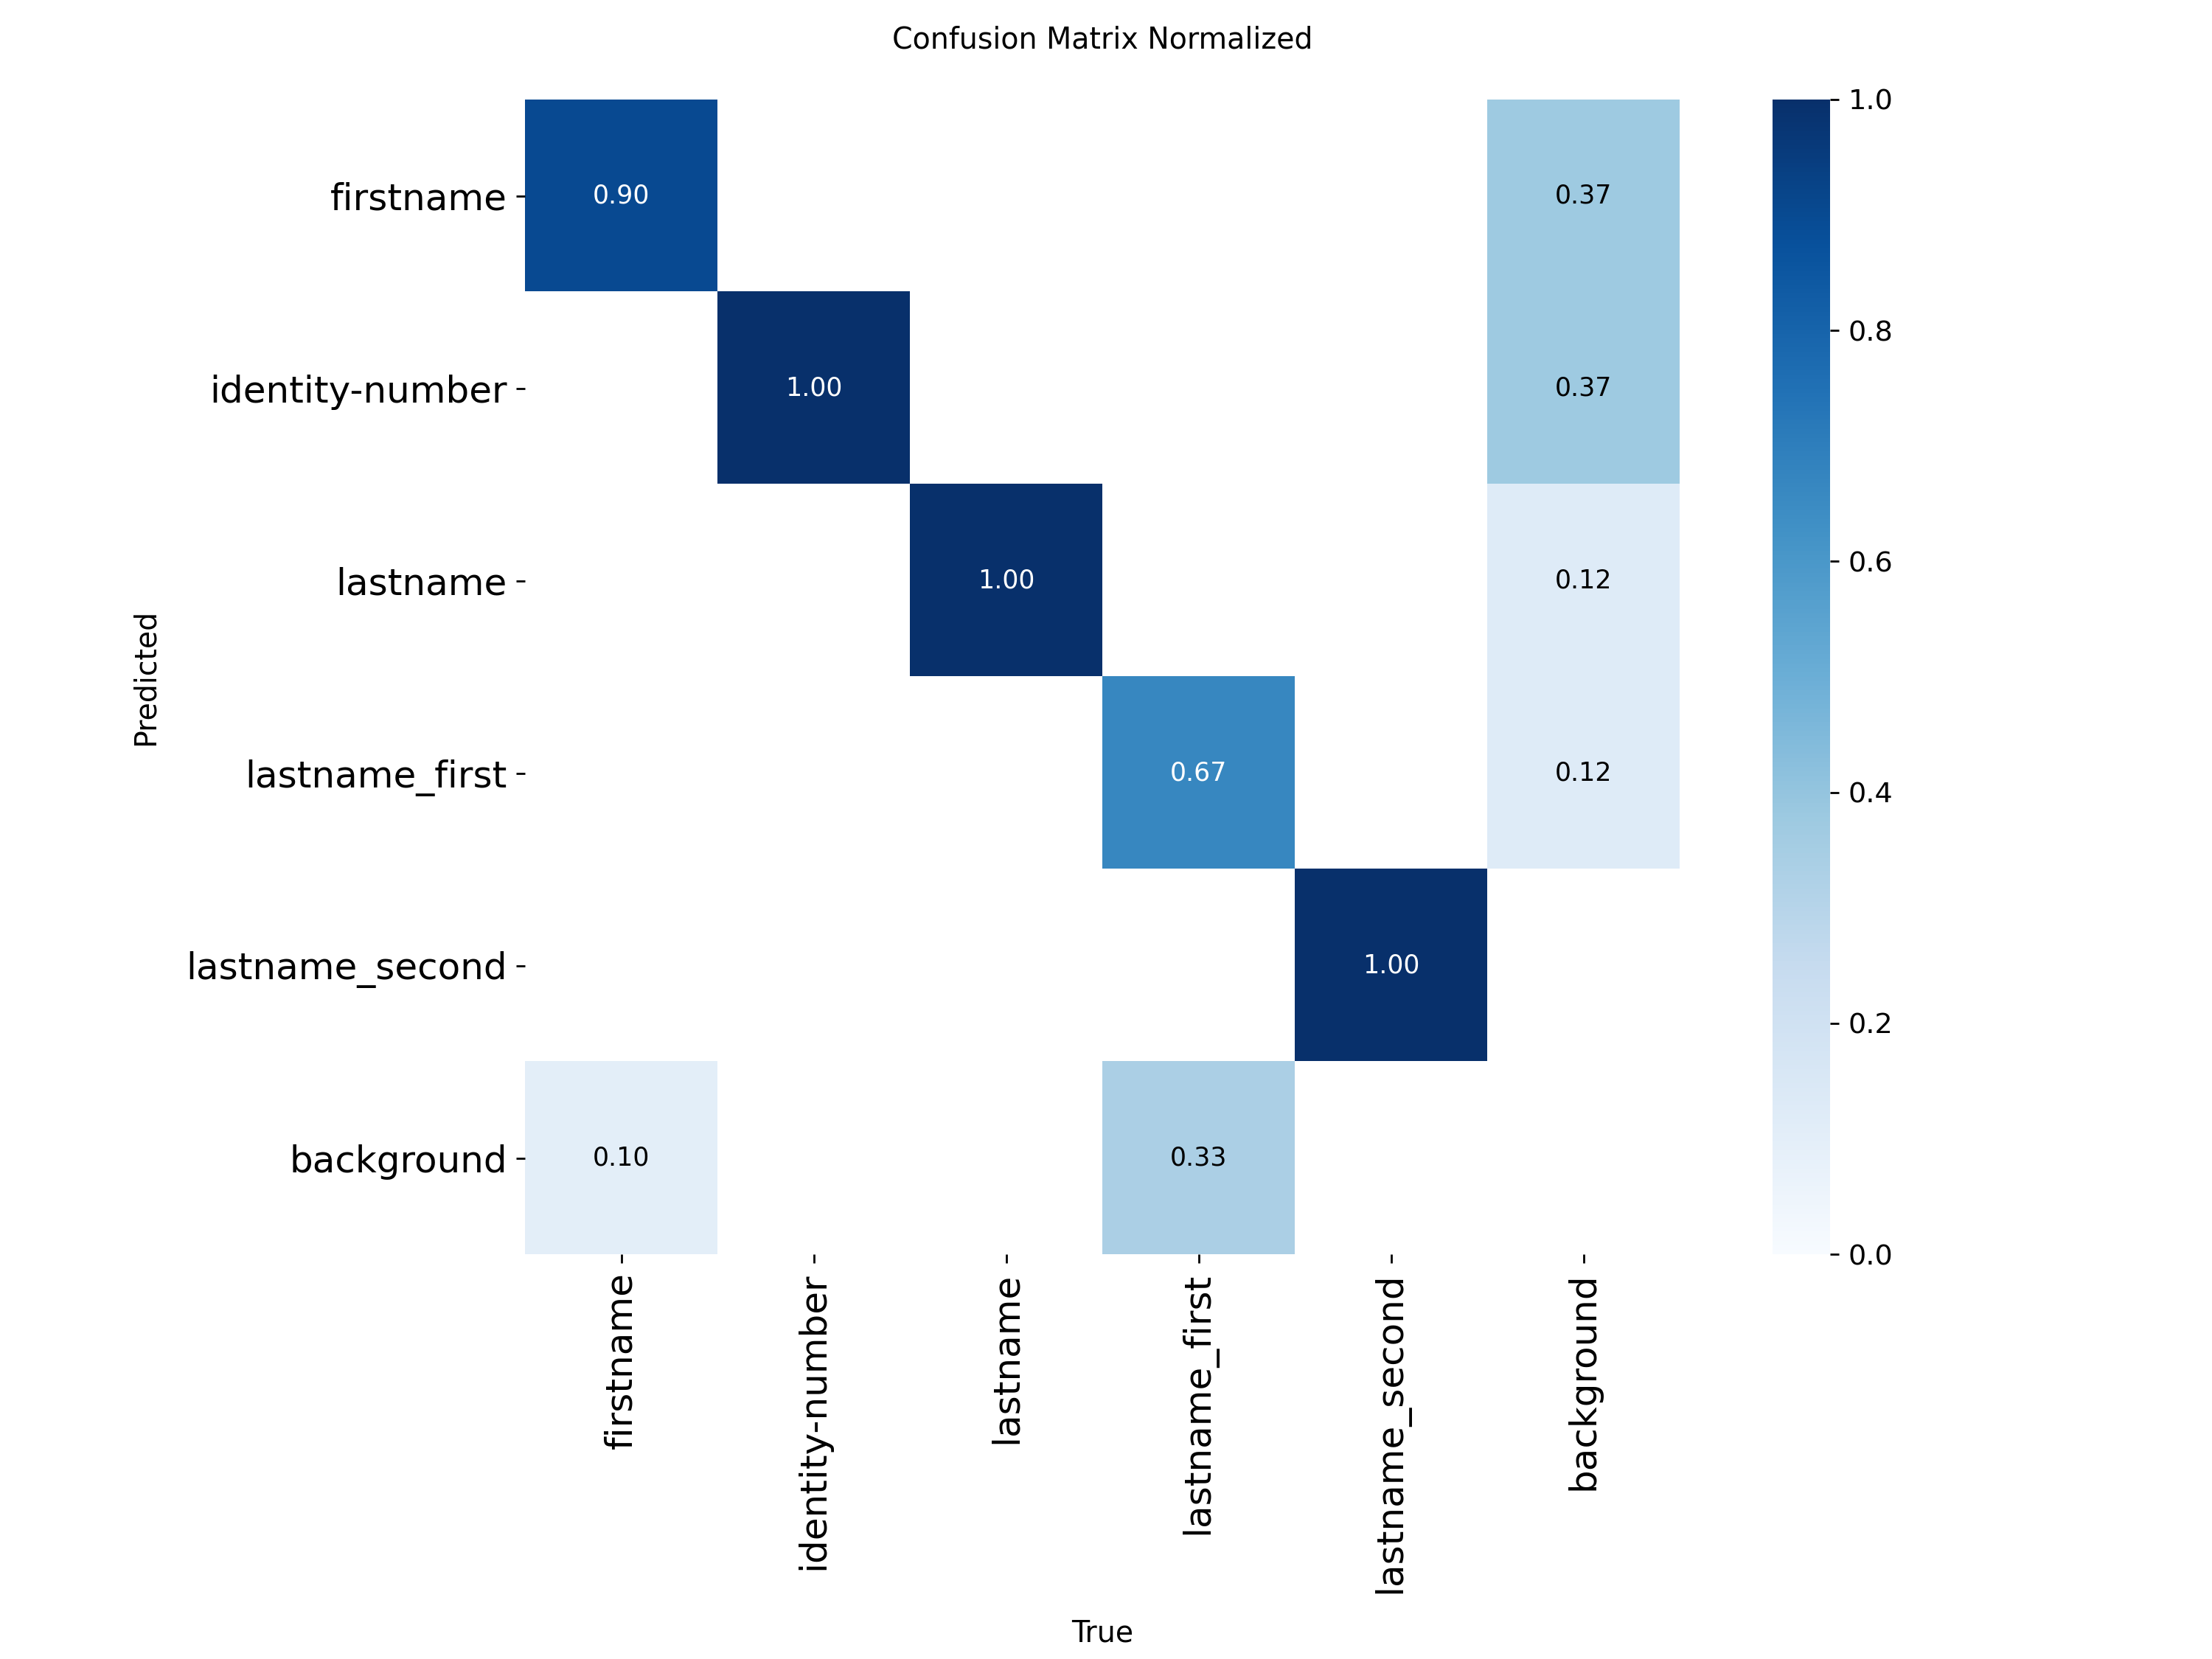 Confusion Matrix Normalized
firstname
0.90
0.37
1.0
identity-number
1.00
0.37
0.8
lastname
1.00
0.12
0.6
Predicted
lastname_first
0.67
0.12
0.4
lastname_second
1.00
0.2
background
0.10
0.33
0.0
firstname
identity-number
lastname
lastname_first
lastname_second
background
True